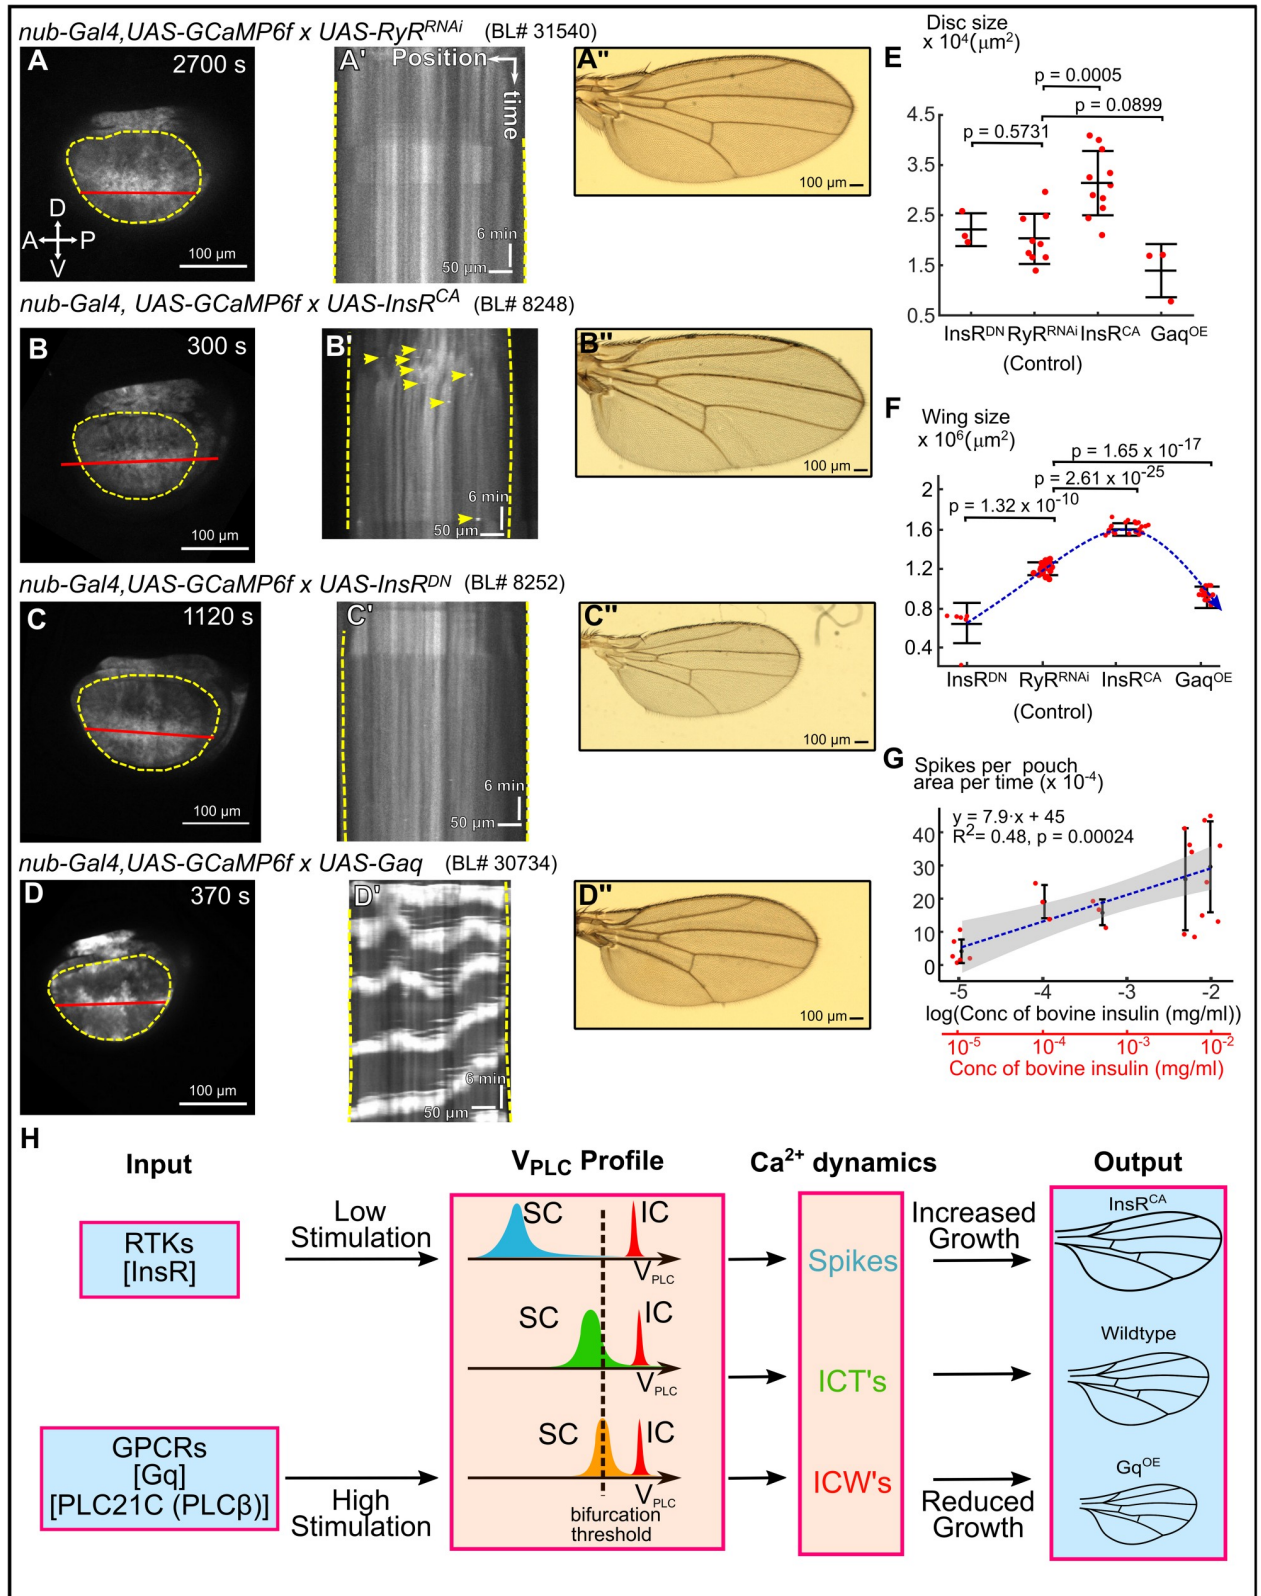 nub-Gal4,UAS-GCaMP6f x UAS-RyR^RNAi (BL# 31540)
A
2700 s
D
A P
V
100 µm
A'
Position
time
6 min
50 µm
A"
100 µm
nub-Gal4, UAS-GCaMP6f x UAS-InsR^CA (BL# 8248)
B
300 s
100 µm
B'
6 min
50 µm
B"
100 µm
nub-Gal4,UAS-GCaMP6f x UAS-InsR^DN (BL# 8252)
C
1120 s
100 µm
C'
6 min
50 µm
C"
100 µm
nub-Gal4,UAS-GCaMP6f x UAS-Gaq (BL# 30734)
D
370 s
100 µm
D'
6 min
50 µm
D"
100 µm
E
Disc size
x 10^4(µm^2)
p = 0.0005
p = 0.0899
p = 0.5731
4.5
3.5
2.5
1.5
0.5
InsR^DN RyR^RNAi InsR^CA Gaq^OE
(Control)
F
Wing size
x 10^6(µm^2)
p = 1.65 x 10^-17
p = 2.61 x 10^-25
p = 1.32 x 10^-10
2
1.6
1.2
0.8
0.4
InsR^DN RyR^RNAi InsR^CA Gaq^OE
(Control)
G
Spikes per pouch
area per time (x 10^-4)
y = 7.9·x + 45
R^2= 0.48, p = 0.00024
40
30
20
10
0
-5 -4 -3 -2
log(Conc of bovine insulin (mg/ml))
10^-5 10^-4 10^-3 10^-2
Conc of bovine insulin (mg/ml)
H
Input
V_PLC Profile
Ca^2+ dynamics
Output
RTKs
[InsR]
Low
Stimulation
SC
IC
V_PLC
Spikes
Increased
Growth
InsR^CA
SC
IC
V_PLC
ICT's
Wildtype
GPCRs
[Gq]
[PLC21C (PLCβ)]
High
Stimulation
SC
IC
V_PLC
bifurcation
threshold
ICW's
Reduced
Growth
Gq^OE